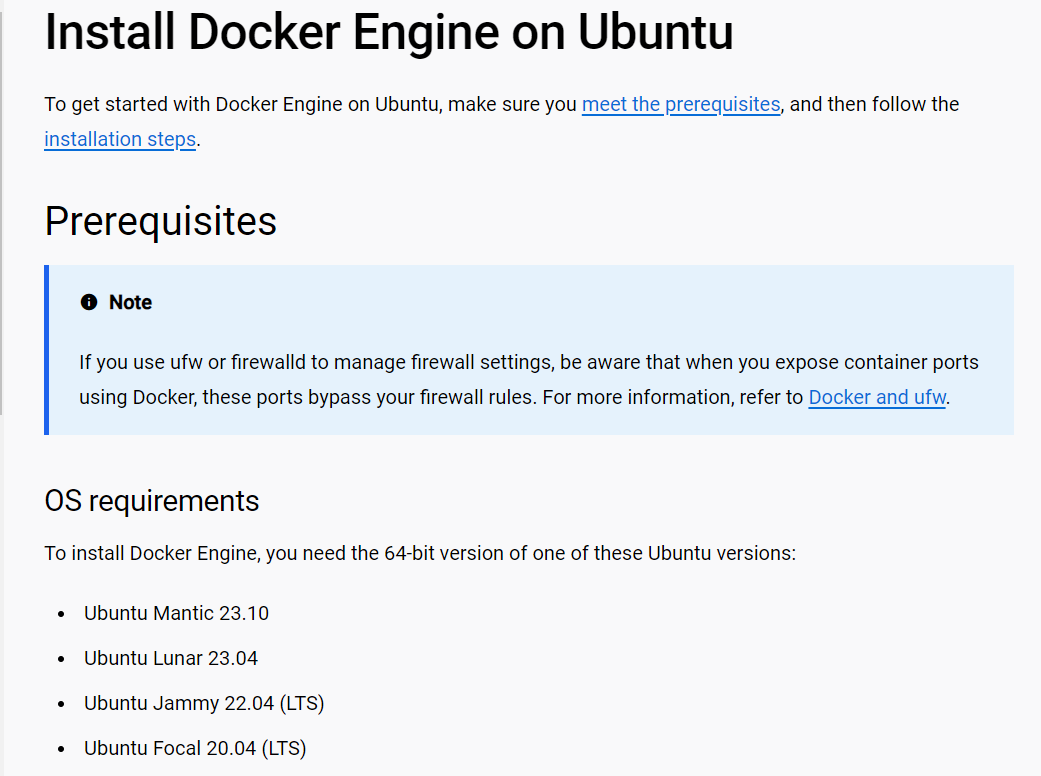 Install Docker Engine on Ubuntu
To get started with Docker Engine on Ubuntu, make sure you meet the prerequisites, and then follow the
installation steps.
Prerequisites
Note
If you use ufw or firewalld to manage firewall settings, be aware that when you expose container ports
using Docker, these ports bypass your firewall rules. For more information, refer to Docker and ufw.
OS requirements
To install Docker Engine, you need the 64-bit version of one of these Ubuntu versions:
• Ubuntu Mantic 23.10
• Ubuntu Lunar 23.04
• Ubuntu Jammy 22.04 (LTS)
• Ubuntu Focal 20.04 (LTS)